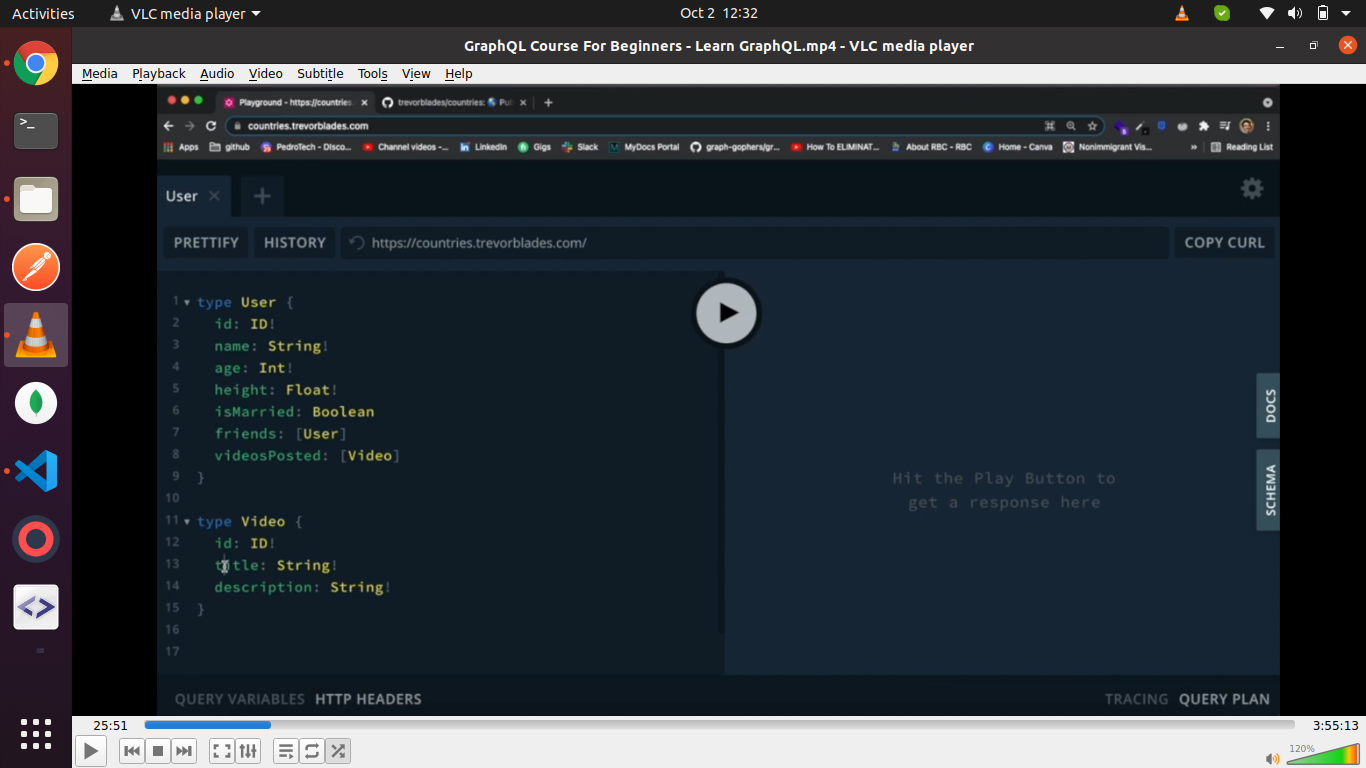 Activities VLC media player Oct 2 12:32
GraphQL Course For Beginners - Learn GraphQL.mp4 - VLC media player
Media Playback Audio Video Subtitle Tools View Help
Playground - https://countries. trevorblades/countries: Pu
countries.trevorblades.com
Apps github PedroTech - Disco... Channel videos -... LinkedIn Gigs Slack MyDocs Portal graph-gophers/gr... How To ELIMINAT... About RBC - RBC Home - Canva Nonimmigrant Vis... » Reading List
User
PRETTIFY HISTORY https://countries.trevorblades.com/ COPY CURL
1 type User {
2 id: ID!
3 name: String!
4 age: Int!
5 height: Float!
6 isMarried: Boolean
7 friends: [User]
8 videosPosted: [Video]
9 }
10
11 type Video {
12 id: ID!
13 title: String!
14 description: String!
15 }
16
17
Hit the Play Button to
get a response here
DOCS
SCHEMA
QUERY VARIABLES HTTP HEADERS TRACING QUERY PLAN
25:51 3:55:13
120%